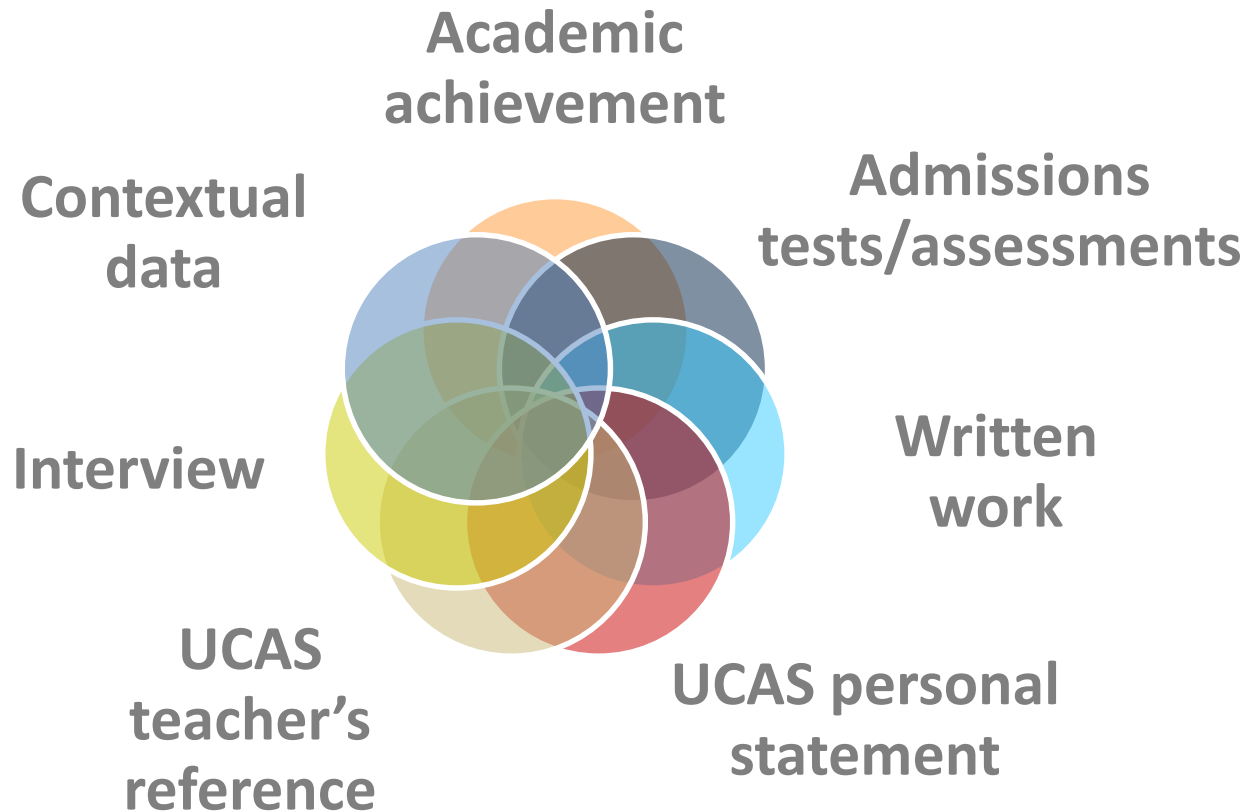 Academic
achievement
Admissions
tests/assessments
Written
work
UCAS personal
statement
UCAS
teacher’s
reference
Interview
Contextual
data